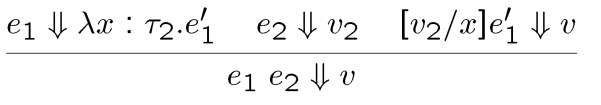 e₁ ⇓ λx : τ₂.e′₁ e₂ ⇓ v₂ [v₂/x]e′₁ ⇓ v
e₁ e₂ ⇓ v